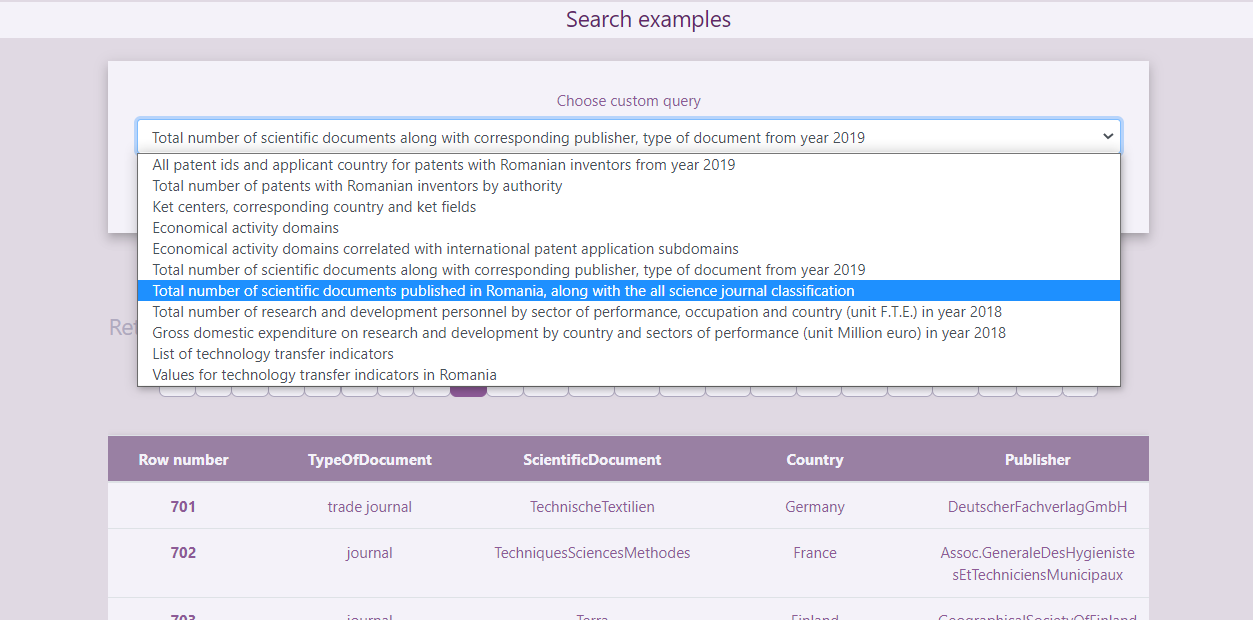 Search examples
Choose custom query
Total number of scientific documents along with corresponding publisher, type of document from year 2019
All patent ids and applicant country for patents with Romanian inventors from year 2019
Total number of patents with Romanian inventors by authority
Ket centers, corresponding country and ket fields
Economical activity domains
Economical activity domains correlated with international patent application subdomains
Total number of scientific documents along with corresponding publisher, type of document from year 2019
Total number of scientific documents published in Romania, along with the all science journal classification
Total number of research and development personnel by sector of performance, occupation and country (unit F.T.E.) in year 2018
Gross domestic expenditure on research and development by country and sectors of performance (unit Million euro) in year 2018
List of technology transfer indicators
Values for technology transfer indicators in Romania
Row number TypeOfDocument ScientificDocument Country Publisher
701 trade journal TechnischeTextilien Germany DeutscherFachverlagGmbH
702 journal TechniquesSciencesMethodes France Assoc.GeneraleDesHygieniste
sEtTechniciensMunicipaux
703 journal Terra Finland GeographicalSocietyOfFinland